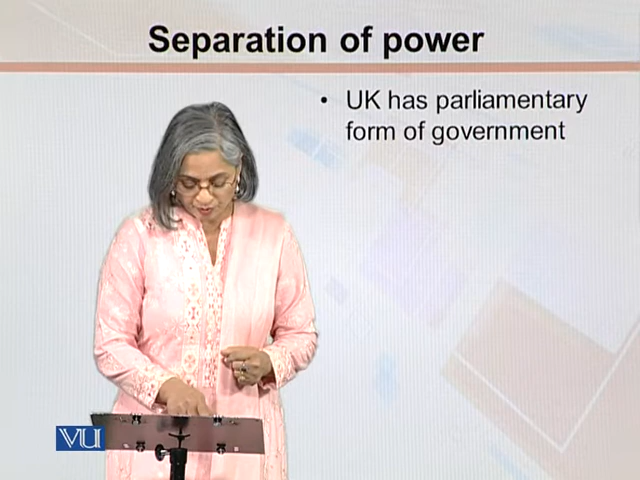 Separation of power
• UK has parliamentary
form of government
VU